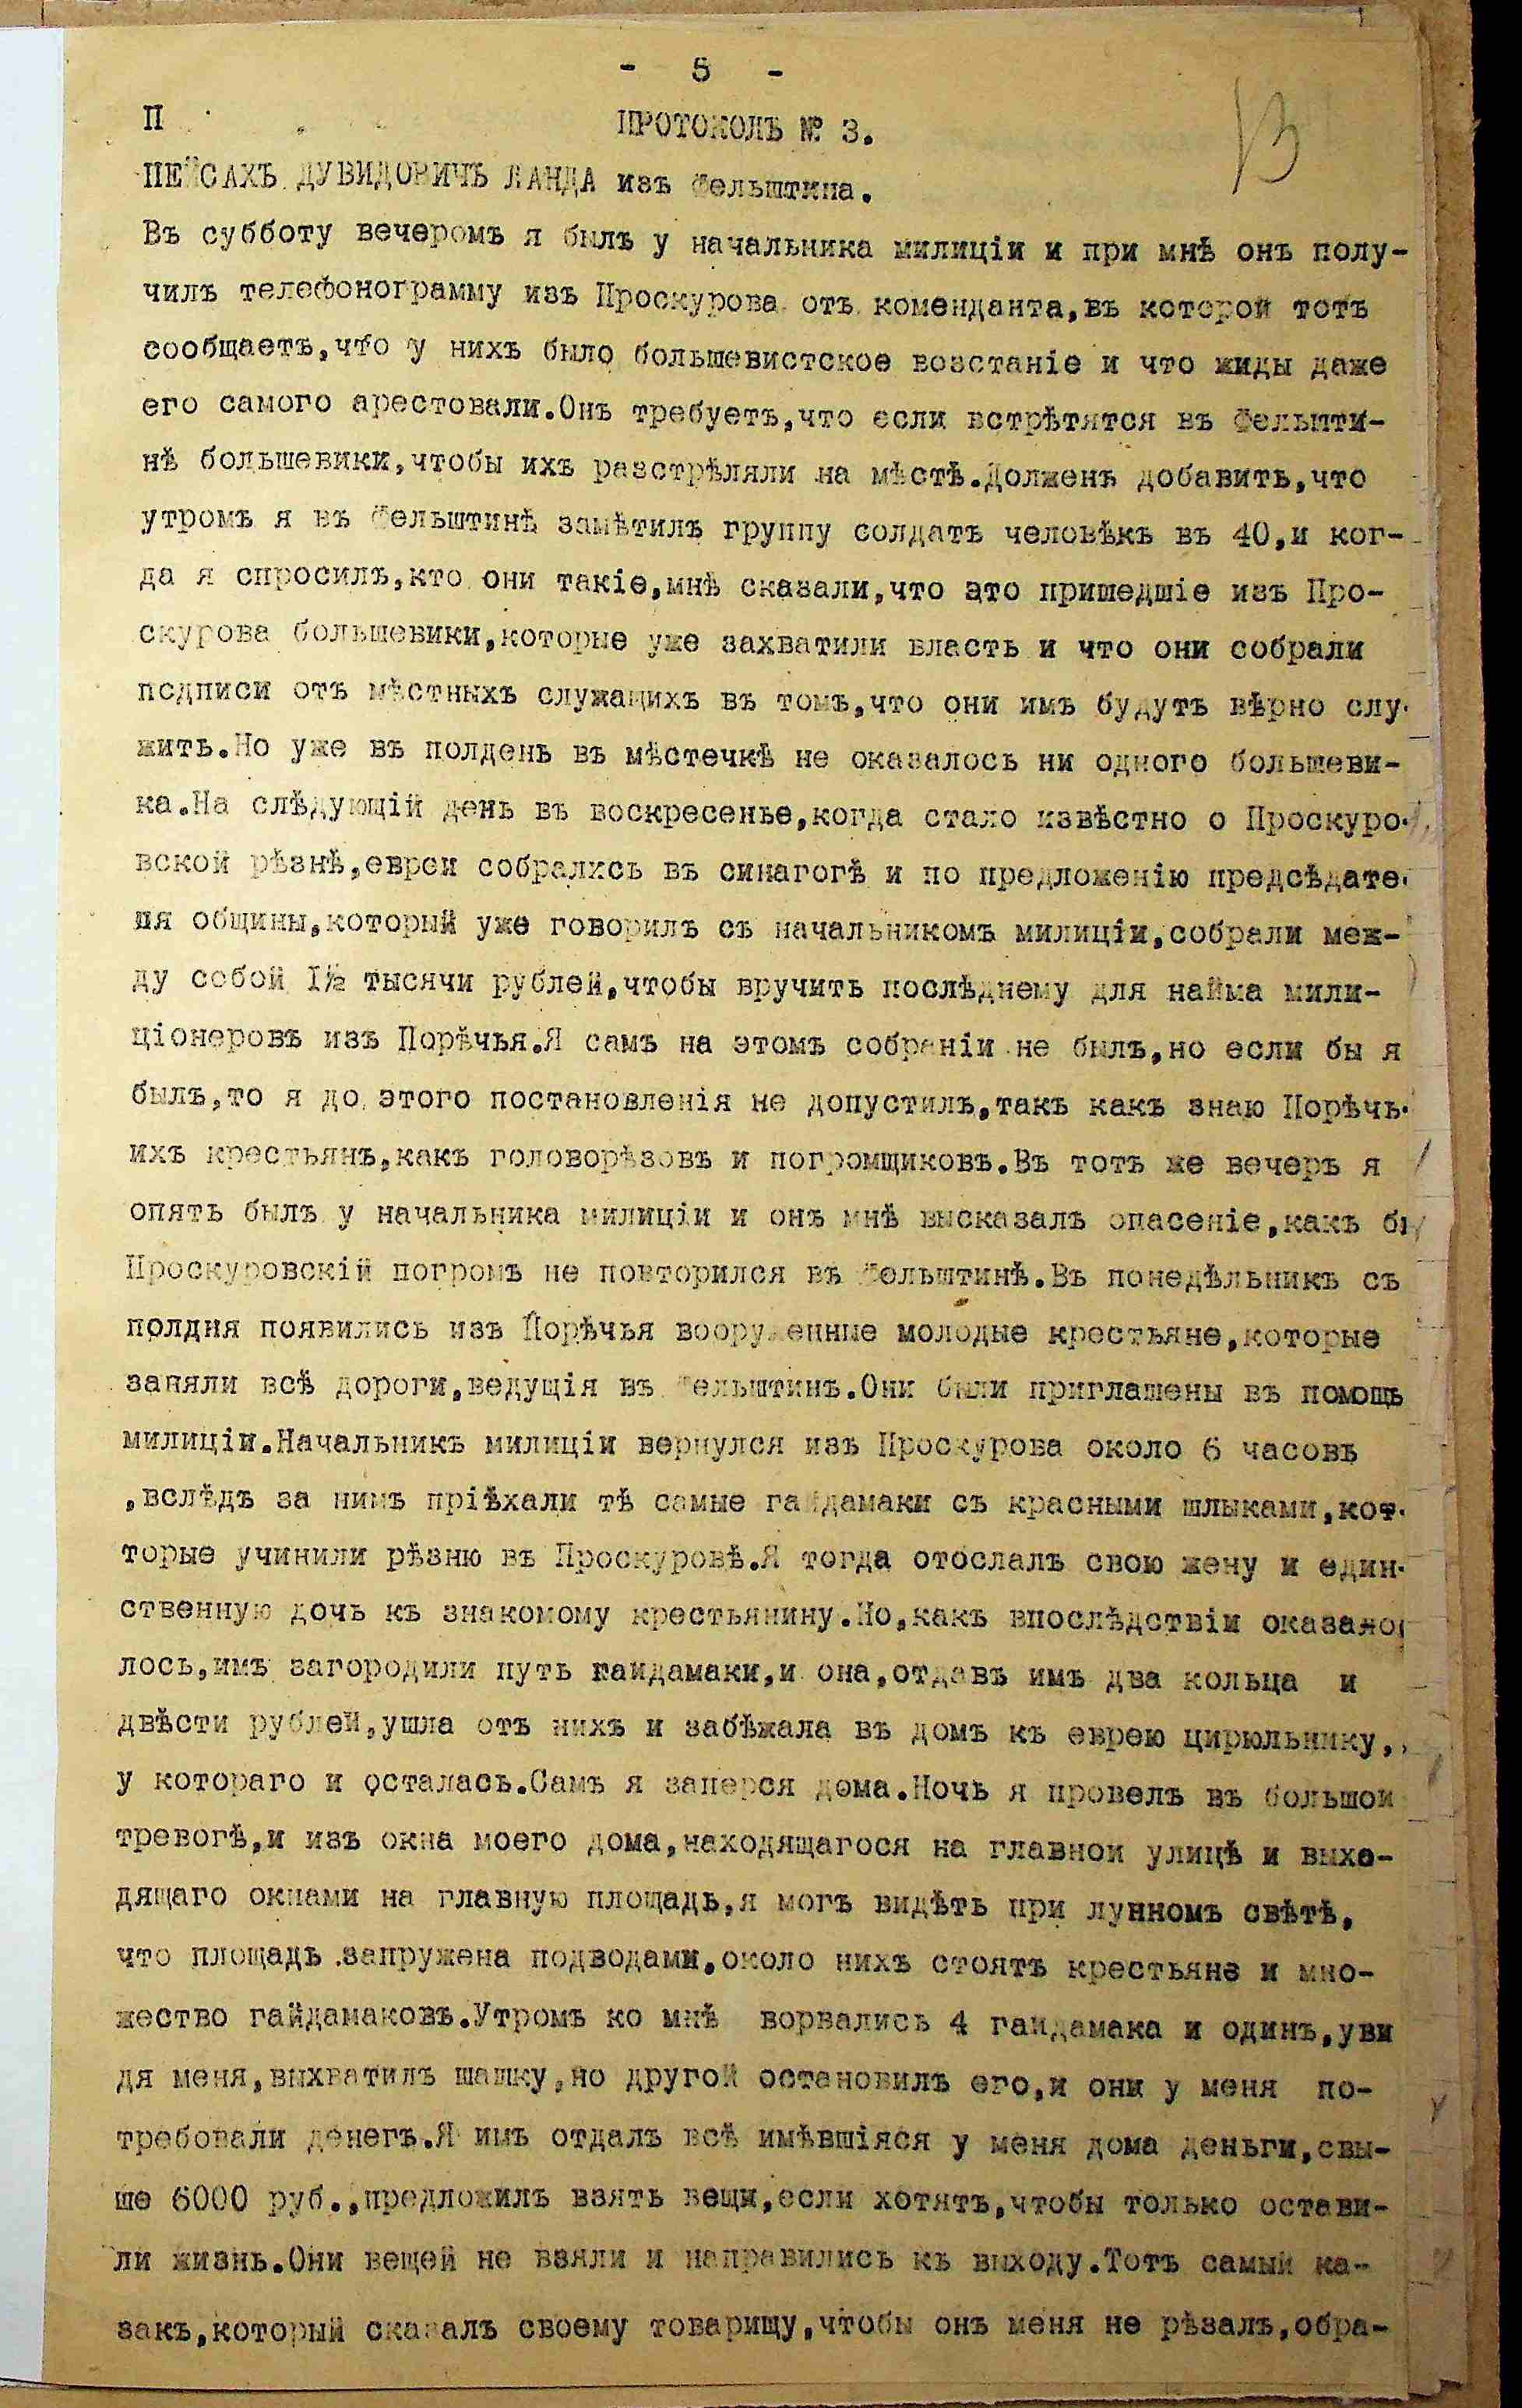 - 5 -
13
П
ПРОТОКОЛЪ № 3.
ПЕЙСАХЪ ДУВИДОВИЧЪ ЛАНДА изъ Фельштина.
Въ субботу вечеромъ я былъ у начальника милиціи и при мнѣ онъ полу-
чилъ телефонограмму изъ Проскурова отъ коменданта,въ которой тотъ
сообщаетъ,что у нихъ было большевистское возстаніе и что жиды даже
его самого арестовали.Онъ требуетъ,что если встрѣтятся въ Фельшти-
нѣ большевики,чтобы ихъ разстрѣляли на мѣстѣ.Долженъ добавить,что
утромъ я въ Фельштинѣ замѣтилъ группу солдатъ человѣкъ въ 40,и ког-
да я спросилъ,кто они такіе,мнѣ сказали,что это пришедшіе изъ Про-
скурова большевики,которые уже захватили власть и что они собрали
подписи отъ мѣстныхъ служащихъ въ томъ,что они имъ будутъ вѣрно слу-
жить.Но уже въ полдень въ мѣстечкѣ не оказалось ни одного большеви-
ка.На слѣдующій день въ воскресенье,когда стало извѣстно о Проскуро-
вской рѣзнѣ,евреи собрались въ синагогѣ и по предложенію предсѣдате-
ля общины,который уже говорилъ съ начальникомъ милиціи,собрали меж-
ду собой I½ тысячи рублей,чтобы вручить послѣднему для найма мили-
ціонеровъ изъ Порѣчья.Я самъ на этомъ собраніи не былъ,но если бы я
былъ,то я до этого постановленія не допустилъ,такъ какъ знаю Порѣчь-
ихъ крестьянъ,какъ головорѣзовъ и погромщиковъ.Въ тотъ же вечеръ я
опять былъ у начальника милиціи и онъ мнѣ высказалъ опасеніе,какъ бы
Проскуровскій погромъ не повторился въ Фельштинѣ.Въ понедѣльникъ съ
полдня появились изъ Порѣчья вооруженные молодые крестьяне,которые
заняли всѣ дороги,ведущія въ Фельштинъ.Они были приглашены въ помощь
милиціи.Начальникъ милиціи вернулся изъ Проскурова около 6 часовъ
,вслѣдъ за нимъ пріѣхали тѣ самые гайдамаки съ красными шлыками,кот-
торые учинили рѣзню въ Проскуровѣ.Я тогда отослалъ свою жену и един-
ственную дочь къ знакомому крестьянину.Но,какъ впослѣдствіи оказало
лось,имъ загородили путь гайдамаки,и она,отдавъ имъ два кольца и
двѣсти рублей,ушла отъ нихъ и забѣжала въ домъ къ еврею цирюльнику,
у котораго и осталась.Самъ я заперся дома.Ночь я провелъ въ большой
тревогѣ,и изъ окна моего дома,находящагося на главной улицѣ и выхо-
дящаго окнами на главную площадь,я могъ видѣть при лунномъ свѣтѣ,
что площадь запружена подводами,около нихъ стоятъ крестьяне и мно-
жество гайдамаковъ.Утромъ ко мнѣ ворвались 4 гайдамака и одинъ,уви
дя меня,выхватилъ шашку,но другой остановилъ его,и они у меня по-
требовали денегъ.Я имъ отдалъ всѣ имѣвшіяся у меня дома деньги,свы-
ше 6000 руб.,предложилъ взять вещи,если хотятъ,чтобы только остави-
ли жизнь.Они вещей не взяли и направились къ выходу.Тотъ самый ка-
закъ,который сказалъ своему товарищу,чтобы онъ меня не рѣзалъ,обра-